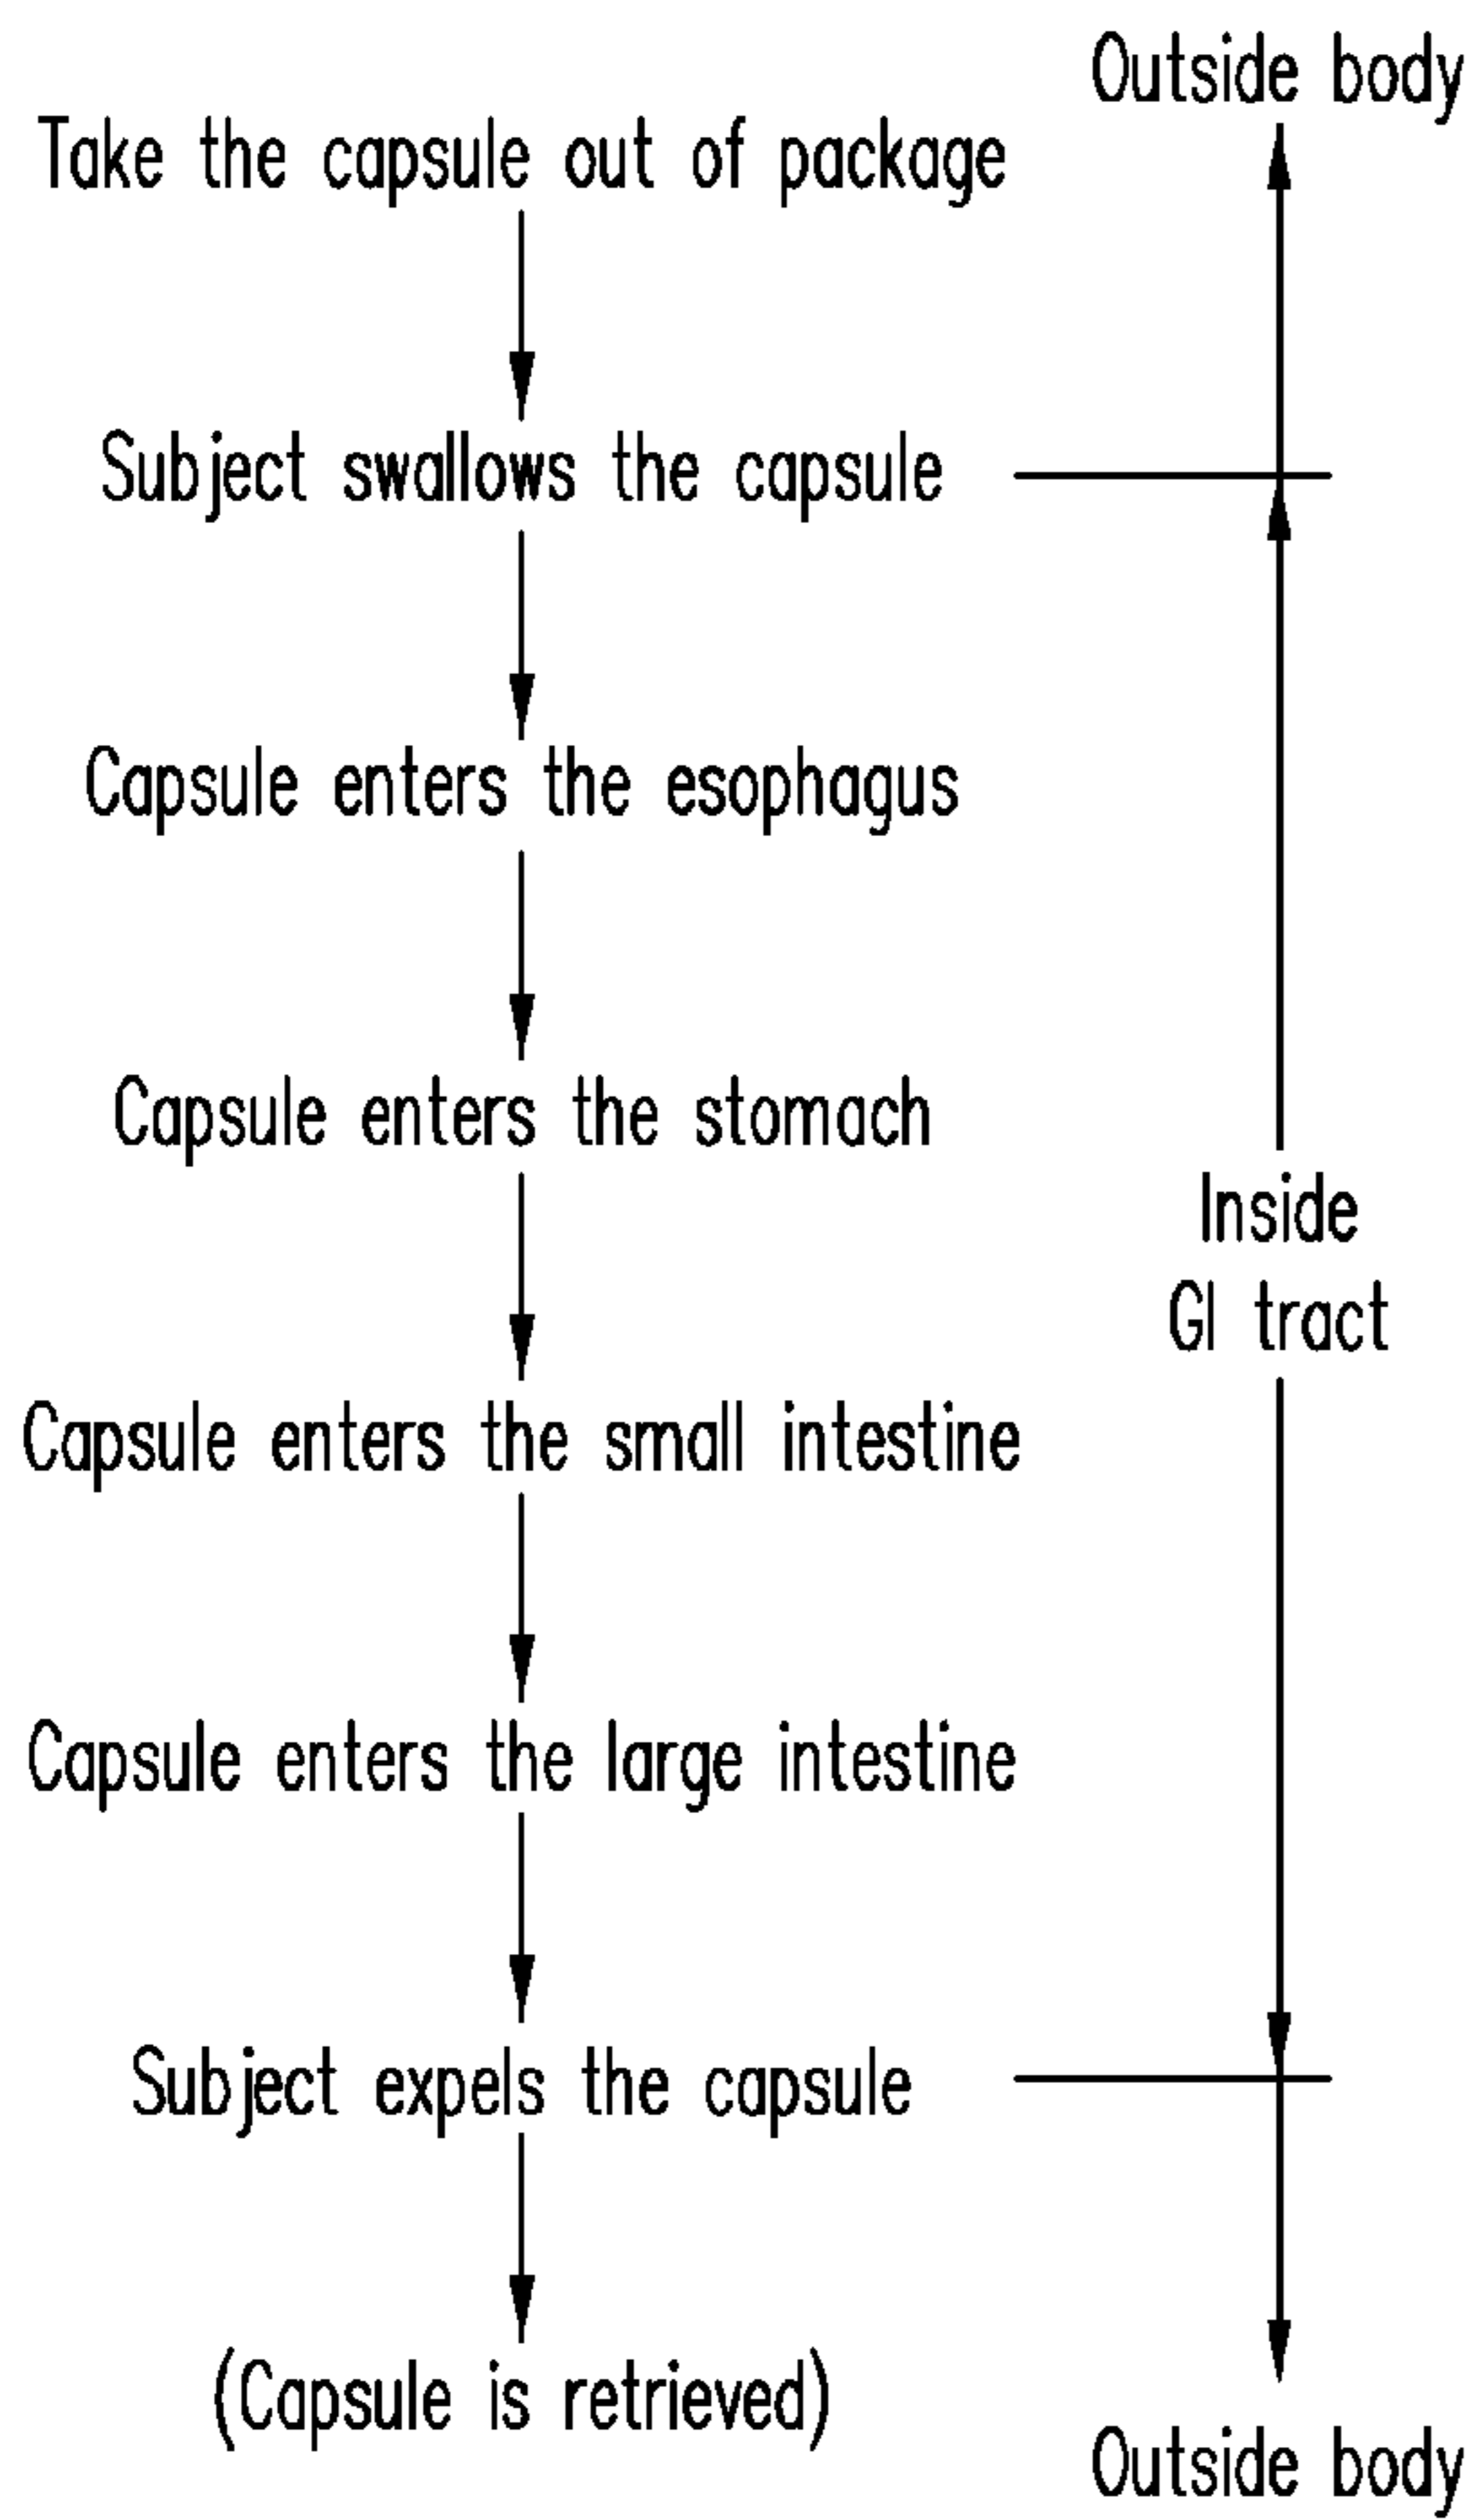 Outside body
Take the capsule out of package
Subject swallows the capsule
Capsule enters the esophagus
Capsule enters the stomach
Inside
GI tract
Capsule enters the small intestine
Capsule enters the large intestine
Subject expels the capsule
(Capsule is retrieved)
Outside body